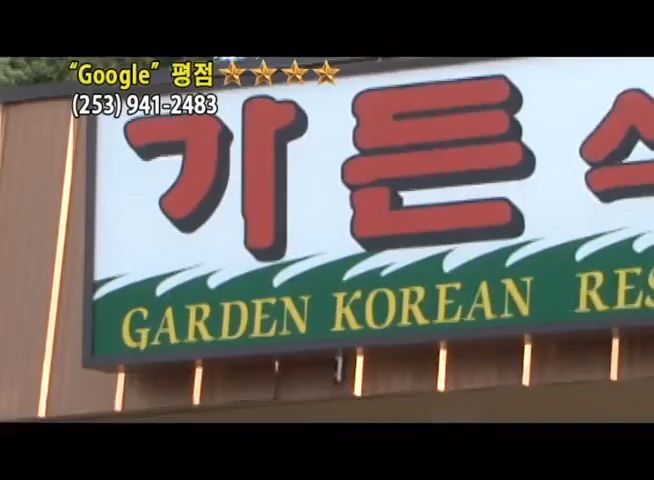 "Google" 평점
(253) 941-2483
가든
GARDEN KOREAN